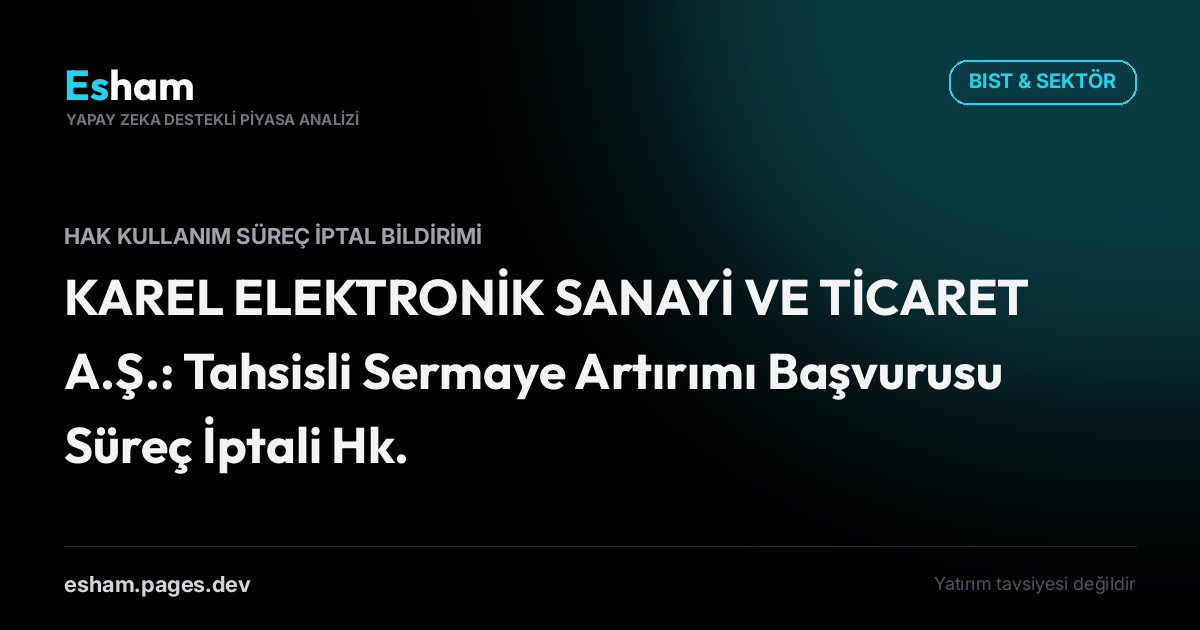 Esham
YAPAY ZEKA DESTEKLİ PİYASA ANALİZİ
BIST & SEKTÖR
HAK KULLANIM SÜREÇ İPTAL BİLDİRİMİ
KAREL ELEKTRONİK SANAYİ VE TİCARET
A.Ş.: Tahsisli Sermaye Artırımı Başvurusu
Süreç İptali Hk.
esham.pages.dev
Yatırım tavsiyesi değildir